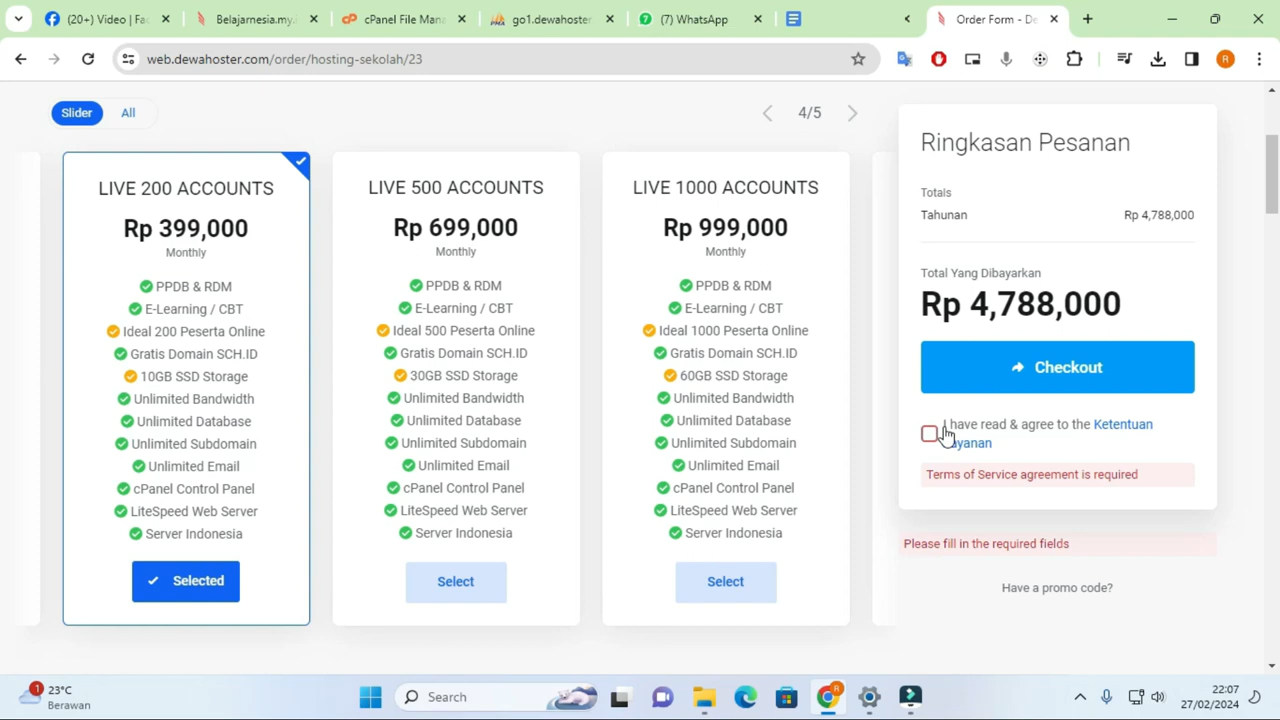 (20+) Video | Fac
Belajarnesia.my.
cPanel File Mana
go1.dewahoster.
(7) WhatsApp
Order Form - De
web.dewahoster.com/order/hosting-sekolah/23
R
Slider
All
4/5
LIVE 200 ACCOUNTS
Rp 399,000
Monthly
PPDB & RDM
E-Learning / CBT
Ideal 200 Peserta Online
Gratis Domain SCH.ID
10GB SSD Storage
Unlimited Bandwidth
Unlimited Database
Unlimited Subdomain
Unlimited Email
cPanel Control Panel
LiteSpeed Web Server
Server Indonesia
Selected
LIVE 500 ACCOUNTS
Rp 699,000
Monthly
PPDB & RDM
E-Learning / CBT
Ideal 500 Peserta Online
Gratis Domain SCH.ID
30GB SSD Storage
Unlimited Bandwidth
Unlimited Database
Unlimited Subdomain
Unlimited Email
cPanel Control Panel
LiteSpeed Web Server
Server Indonesia
Select
LIVE 1000 ACCOUNTS
Rp 999,000
Monthly
PPDB & RDM
E-Learning / CBT
Ideal 1000 Peserta Online
Gratis Domain SCH.ID
60GB SSD Storage
Unlimited Bandwidth
Unlimited Database
Unlimited Subdomain
Unlimited Email
cPanel Control Panel
LiteSpeed Web Server
Server Indonesia
Select
Ringkasan Pesanan
Totals
Tahunan Rp 4,788,000
Total Yang Dibayarkan
Rp 4,788,000
Checkout
I have read & agree to the Ketentuan
Layanan
Terms of Service agreement is required
Please fill in the required fields
Have a promo code?
1
23°C
Berawan
Search
R
22:07
27/02/2024